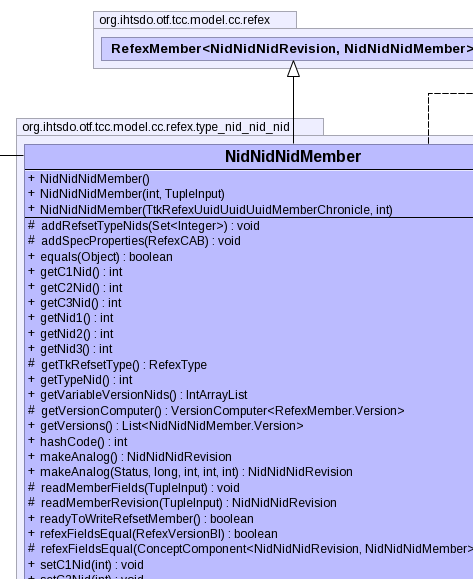 org.ihtsdo.otf.tcc.model.cc.refex
RefexMember<NidNidNidRevision, NidNidNidMember>
org.ihtsdo.otf.tcc.model.cc.refex.type_nid_nid_nid
NidNidNidMember
+ NidNidNidMember()
+ NidNidNidMember(int, TupleInput)
+ NidNidNidMember(TtkRefexUuidUuidUuidMemberChronicle, int)
# addRefsetTypeNids(Set<Integer>) : void
# addSpecProperties(RefexCAB) : void
+ equals(Object) : boolean
+ getC1Nid() : int
+ getC2Nid() : int
+ getC3Nid() : int
+ getNid1() : int
+ getNid2() : int
+ getNid3() : int
# getTkRefsetType() : RefexType
+ getTypeNid() : int
+ getVariableVersionNids() : IntArrayList
# getVersionComputer() : VersionComputer<RefexMember.Version>
+ getVersions() : List<NidNidNidMember.Version>
+ hashCode() : int
+ makeAnalog() : NidNidNidRevision
+ makeAnalog(Status, long, int, int, int) : NidNidNidRevision
# readMemberFields(TupleInput) : void
# readMemberRevision(TupleInput) : NidNidNidRevision
+ readyToWriteRefsetMember() : boolean
+ refexFieldsEqual(RefexVersionBI) : boolean
# refexFieldsEqual(ConceptComponent<NidNidNidRevision, NidNidNidMember>
+ setC1Nid(int) : void
+ setC2Nid(int) : void